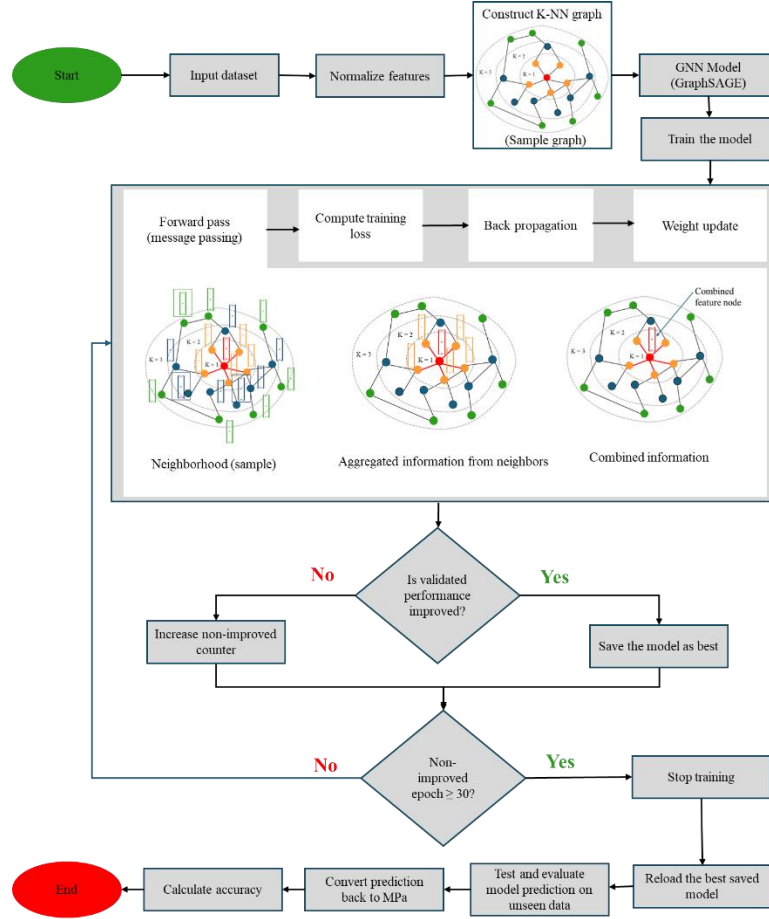 Construct K-NN graph
K = 2
K = 3
K = 1
(Sample graph)
Start
Input dataset
Normalize features
GNN Model
(GraphSAGE)
Train the model
Forward pass
(message passing)
Compute training
loss
Back propagation
Weight update
K = 2
K = 3
K = 1
Neighborhood (sample)
K = 2
K = 3
K = 1
Aggregated information from neighbors
Combined
feature node
K = 2
K = 3
K = 1
Combined information
No
Yes
Is validated
performance
improved?
Increase non-improved
counter
Save the model as best
No
Yes
Non-
improved
epoch ≥ 30?
Stop training
Reload the best saved
model
Test and evaluate
model prediction on
unseen data
Convert prediction
back to MPa
Calculate accuracy
End